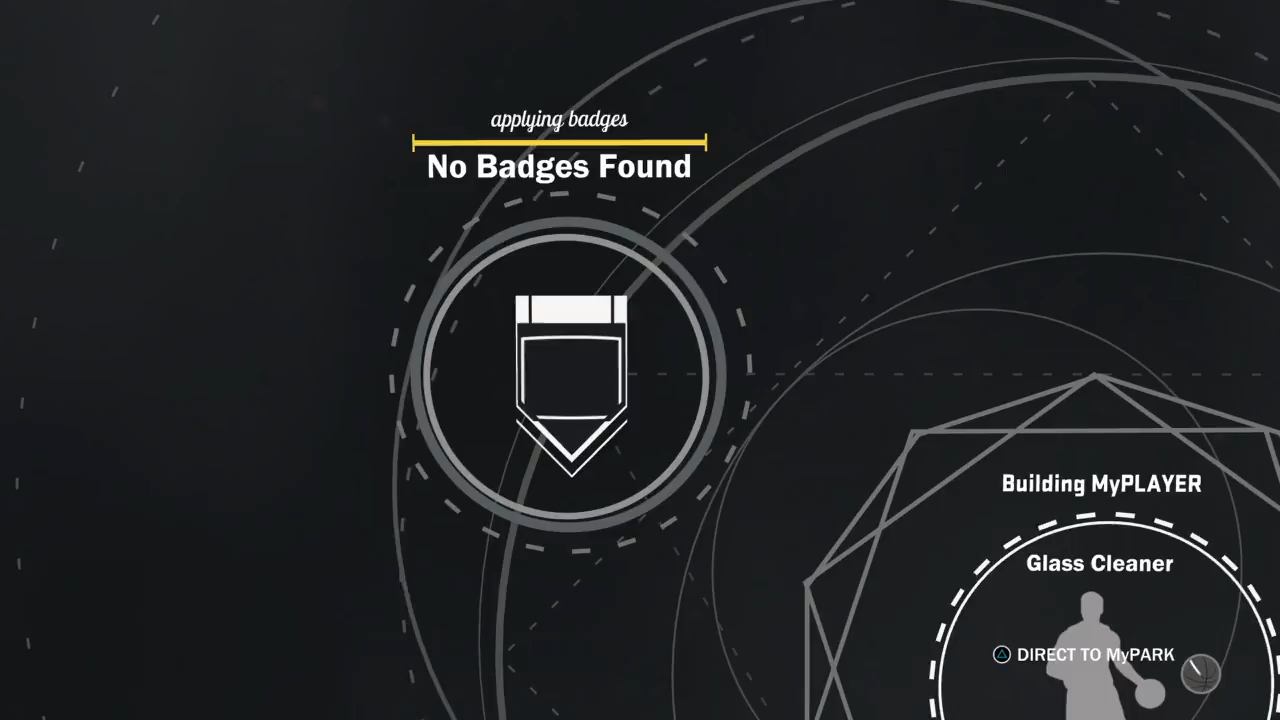 applying badges
No Badges Found
Building MyPLAYER
Glass Cleaner
DIRECT TO MyPARK